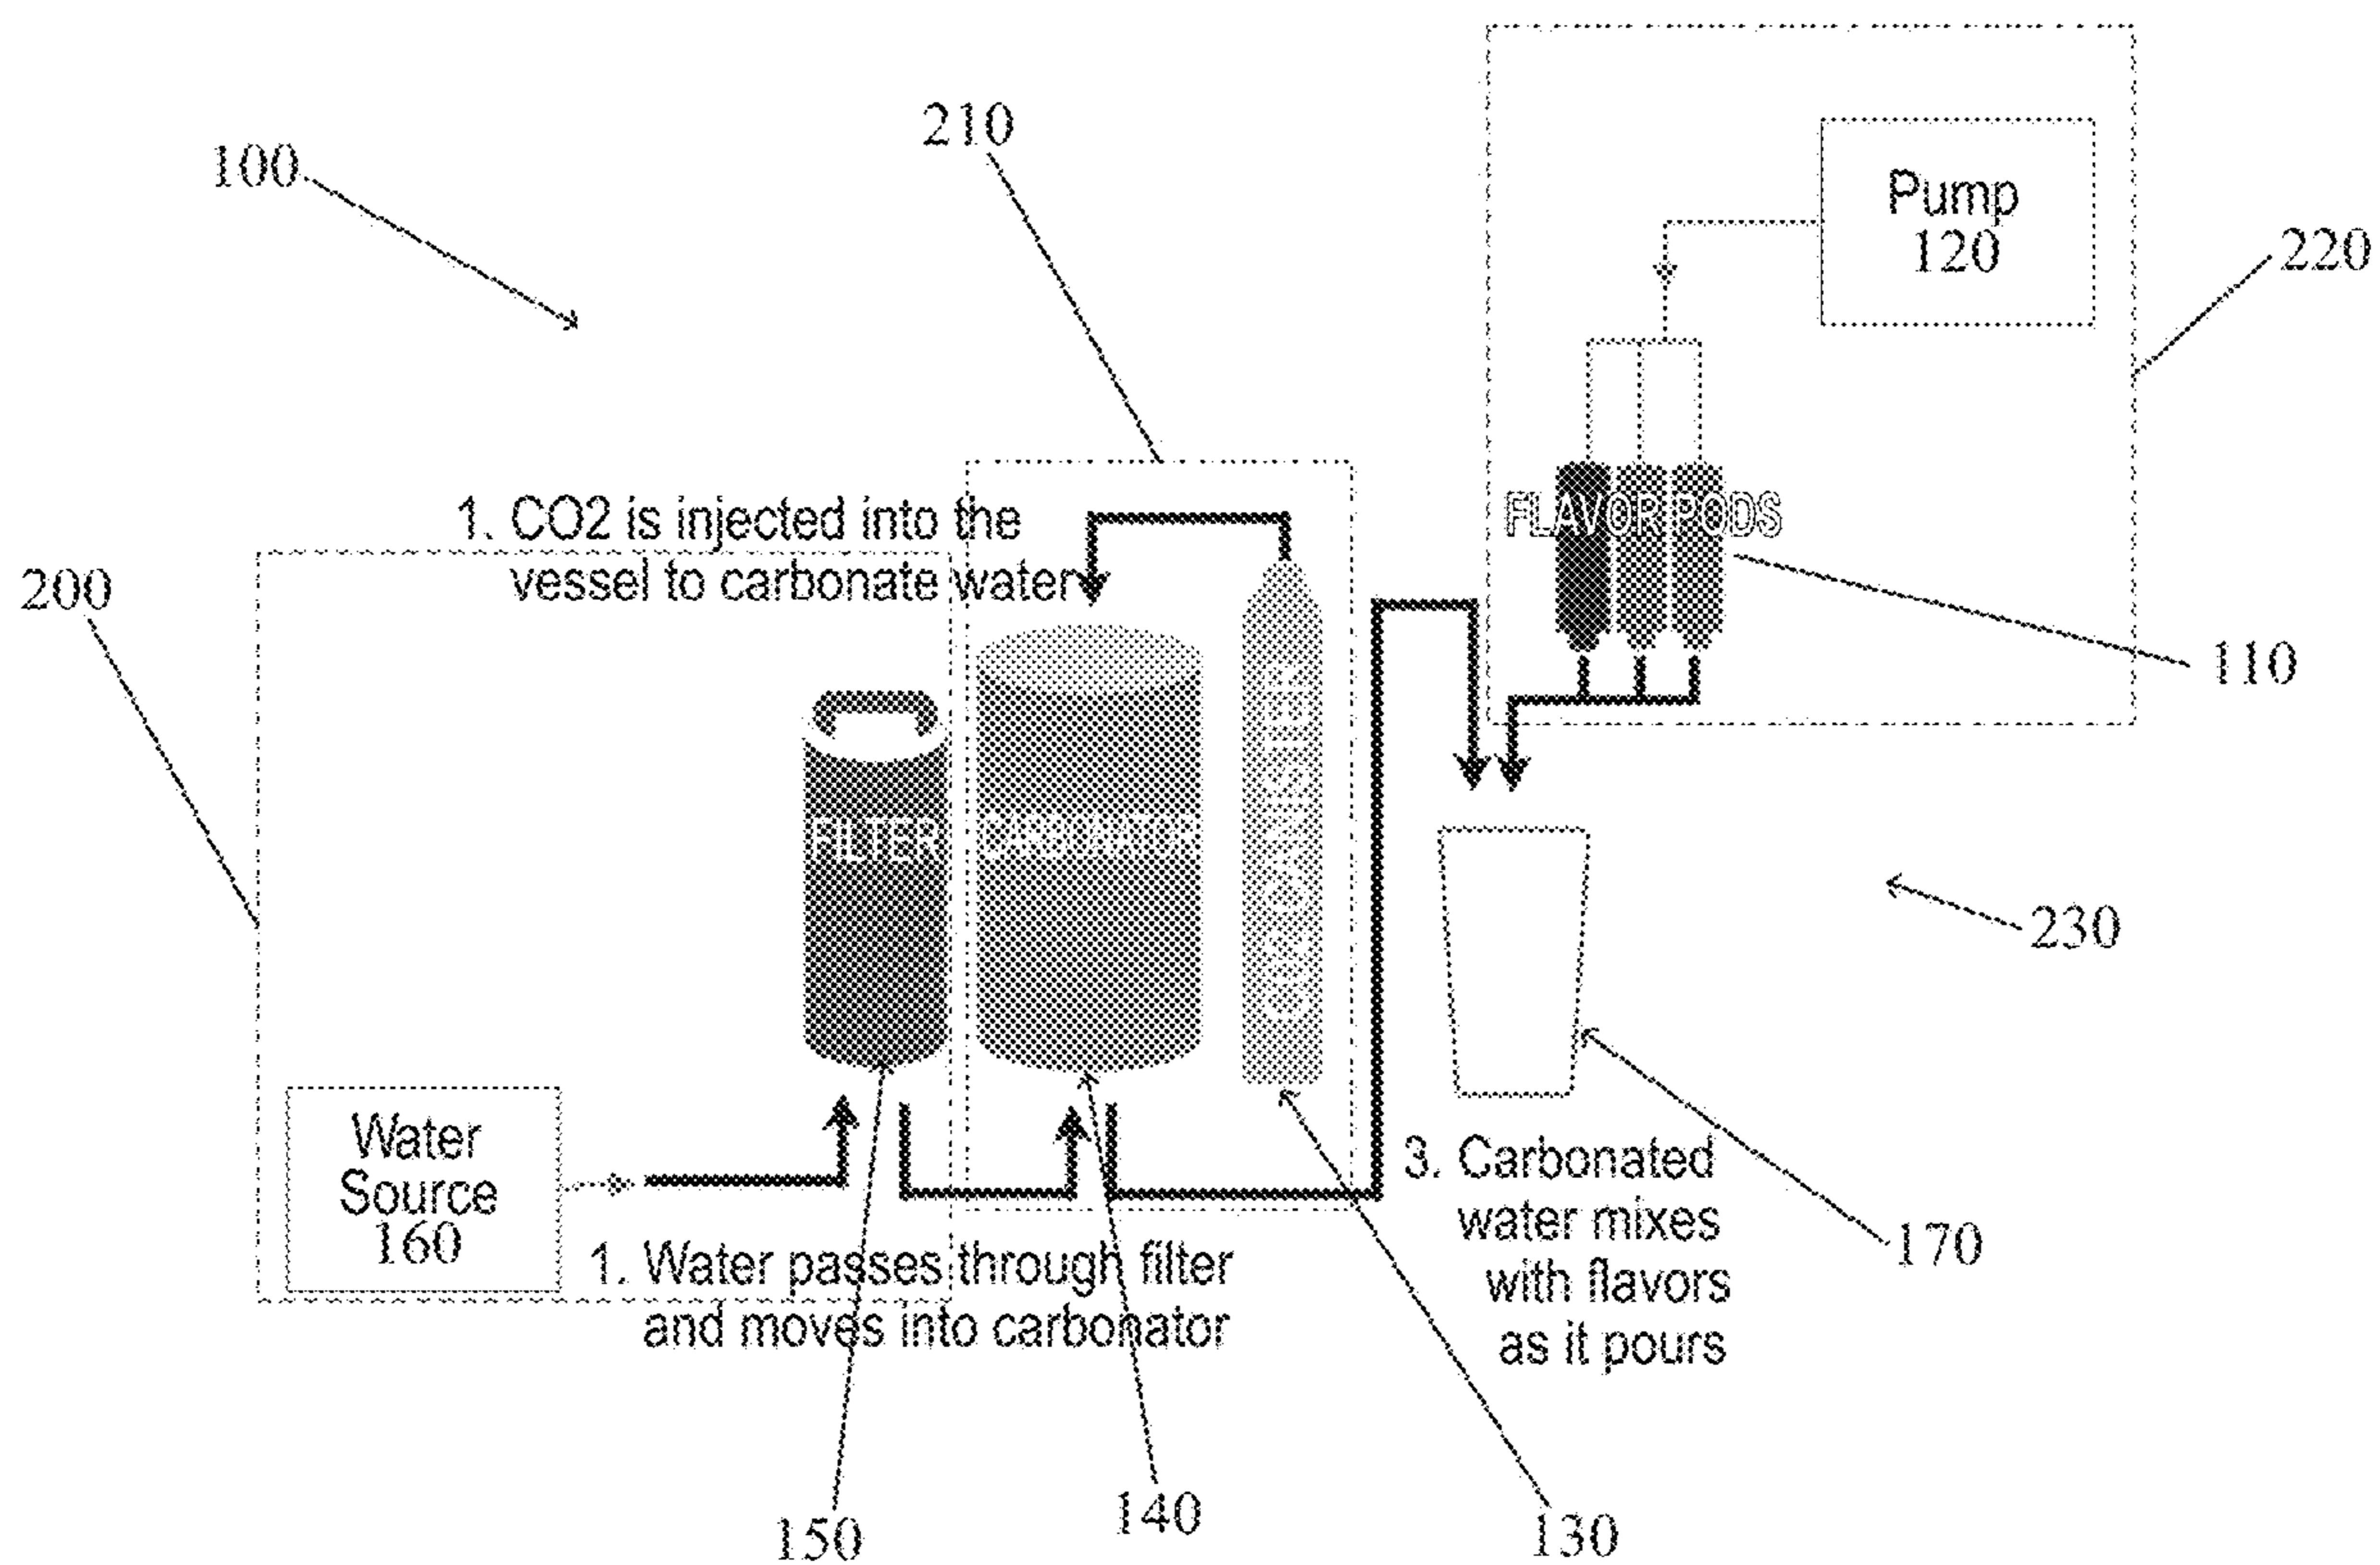 210
100
Pump
120
220
1. CO2 is injected into the
vessel to carbonate water
FLAVOR PODS
200
110
FILTER
CARBONATOR
CO2 CANISTER
230
Water
Source
160
3. Carbonated
water mixes
with flavors
as it pours
170
1. Water passes through filter
and moves into carbonator
150
140
130